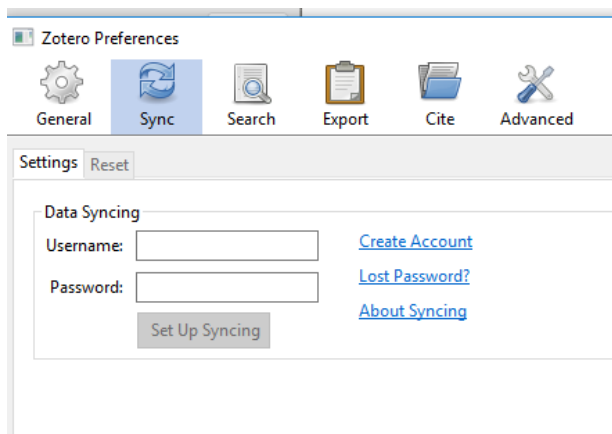 Zotero Preferences
General Sync Search Export Cite Advanced
Settings Reset
Data Syncing
Username: Create Account
Lost Password?
Password:
About Syncing
Set Up Syncing